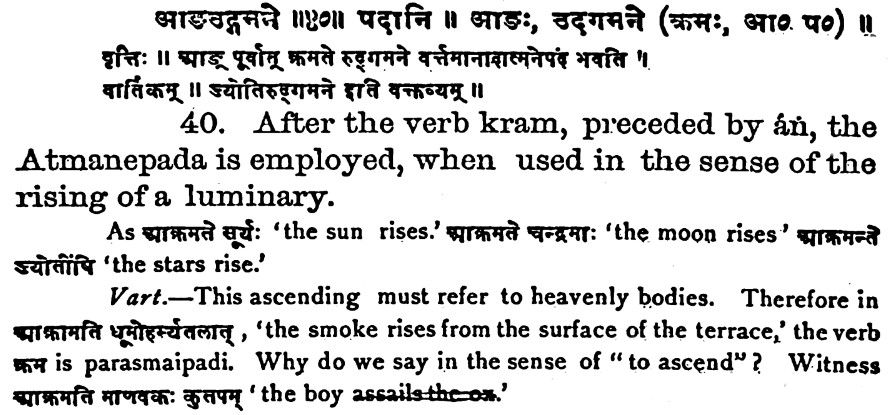 आङउद्गमने ॥४०॥ पदानि ॥ आङः, उदगमने (क्रमः, आ० प०) ॥
वृत्तिः ॥ आङ् पूर्वात् क्रमते रुद्गमने वर्त्तमानादात्मनेपदं भवति ॥
वार्तिकम् ॥ ज्योतिरुद्गमने इति वक्तव्यम् ॥
40. After the verb kram, preceded by áṅ, the
Atmanepada is employed, when used in the sense of the
rising of a luminary.
As आक्रमते सूर्यः 'the sun rises.' आक्रमते चन्द्रमाः 'the moon rises' आक्रमन्ते
ज्योतींषि 'the stars rise.'
Vart.—This ascending must refer to heavenly bodies. Therefore in
आक्रामति धूमोहर्म्यतलात्, 'the smoke rises from the surface of the terrace,' the verb
क्रम is parasmaipadi. Why do we say in the sense of "to ascend"? Witness
आक्रमति माणवकः कुतपम् 'the boy assails the ox.'